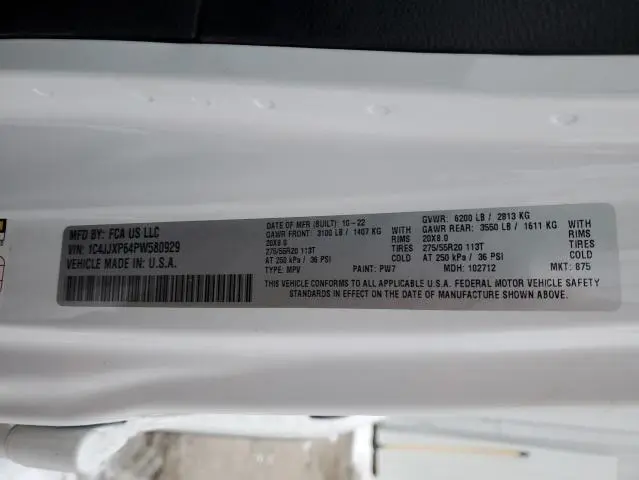 MFD BY: FCA US LLC
VIN: 1C4JJXP64PW580929
VEHICLE MADE IN: U.S.A.
DATE OF MFR (BUILT): 10-22
GAWR FRONT: 3100 LB / 1407 KG WITH
20X8.0 RIMS
275/55R20 113T TIRES
AT 250 kPa / 36 PSI COLD
TYPE: MPV PAINT: PW7
GVWR: 6200 LB / 2813 KG
GAWR REAR: 3550 LB / 1611 KG WITH
20X8.0 RIMS
275/55R20 113T TIRES
AT 250 kPa / 36 PSI COLD
MDH: 102712 MKT: 875
THIS VEHICLE CONFORMS TO ALL APPLICABLE U.S.A. FEDERAL MOTOR VEHICLE SAFETY
STANDARDS IN EFFECT ON THE DATE OF MANUFACTURE SHOWN ABOVE.